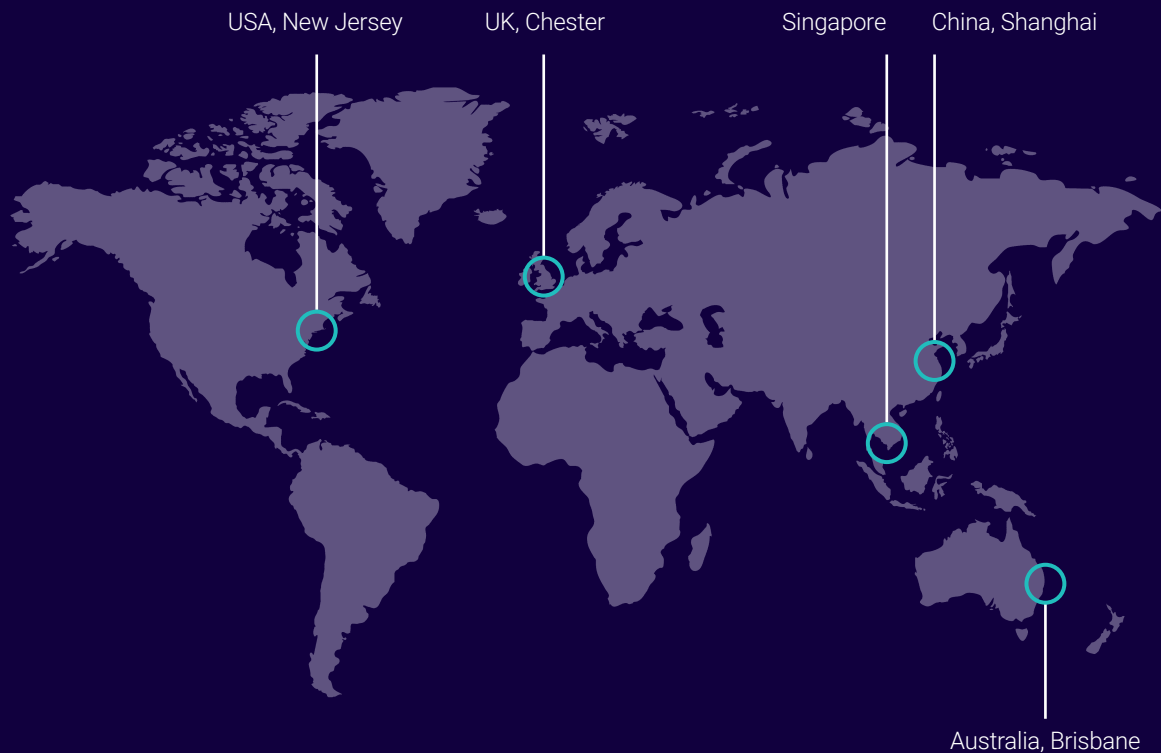 USA, New Jersey
UK, Chester
Singapore
China, Shanghai
Australia, Brisbane